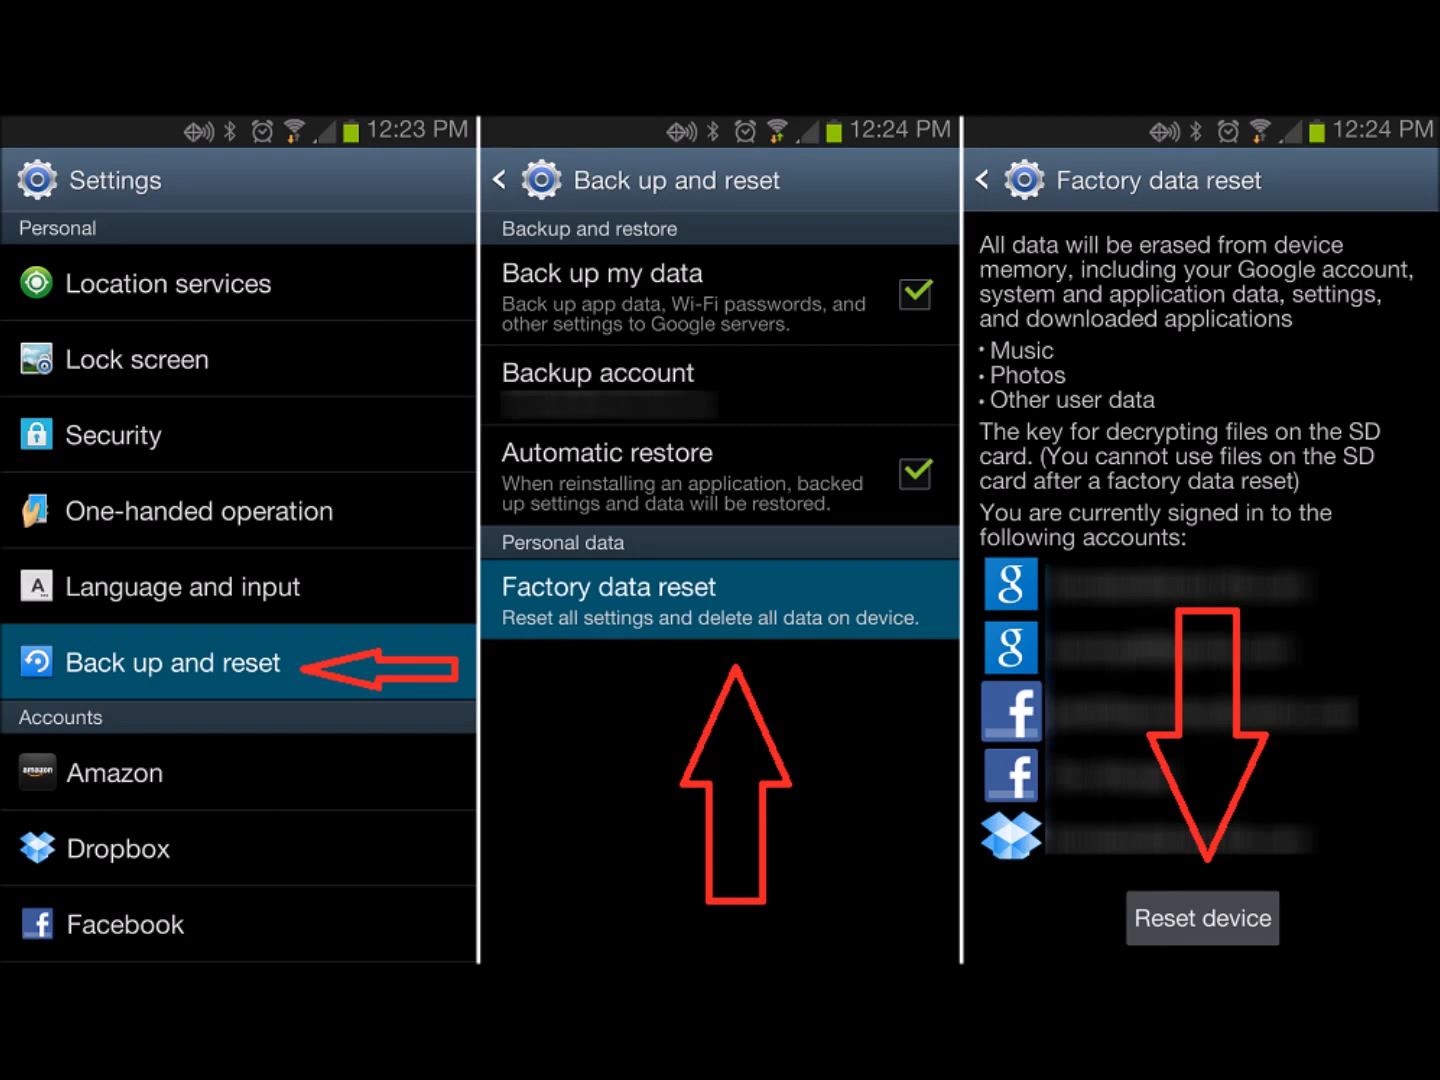 12:23 PM
Settings
Personal
Location services
Lock screen
Security
One-handed operation
A
Language and input
Back up and reset
Accounts
amazon
Amazon
Dropbox
f
Facebook
12:24 PM
Back up and reset
Backup and restore
Back up my data
Back up app data, Wi-Fi passwords, and
other settings to Google servers.
Backup account
Automatic restore
When reinstalling an application, backed
up settings and data will be restored.
Personal data
Factory data reset
Reset all settings and delete all data on device.
12:24 PM
Factory data reset
All data will be erased from device
memory, including your Google account,
system and application data, settings,
and downloaded applications
• Music
• Photos
• Other user data
The key for decrypting files on the SD
card. (You cannot use files on the SD
card after a factory data reset)
You are currently signed in to the
following accounts:
g
g
f
f
Reset device